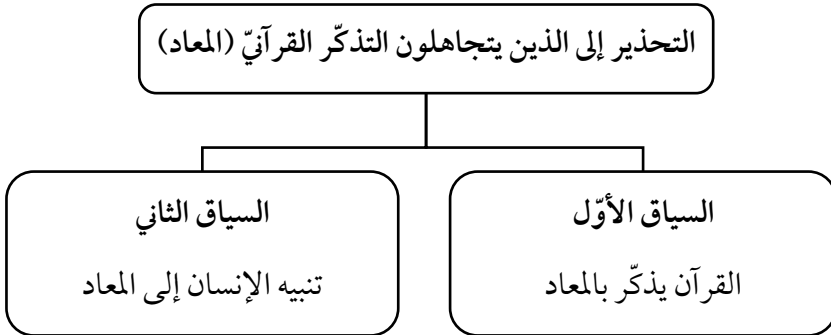 التحذير إلى الذين يتجاهلون التذكّر القرآنيّ (المعاد)
السياق الأوّل
القرآن يذكّر بالمعاد
السياق الثاني
تنبيه الإنسان إلى المعاد